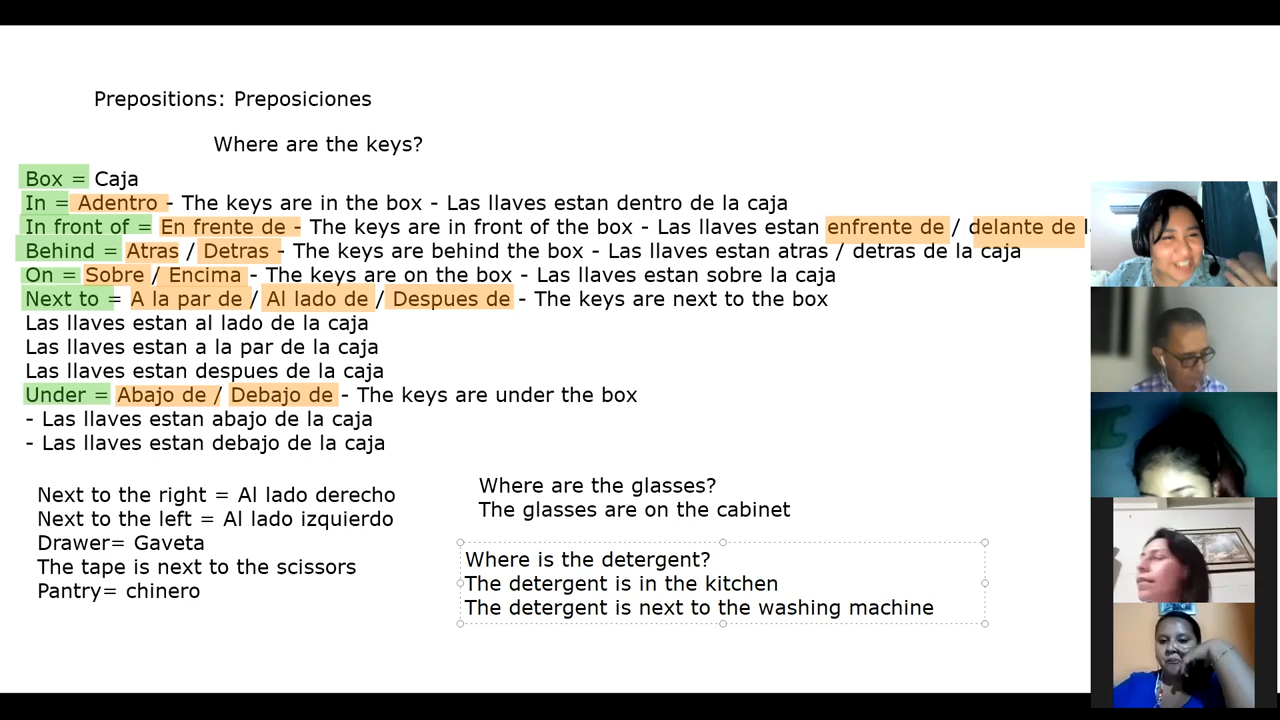 Prepositions: Preposiciones
Where are the keys?
Box = Caja
In = Adentro - The keys are in the box - Las llaves estan dentro de la caja
In front of = En frente de - The keys are in front of the box - Las llaves estan enfrente de / delante de
Behind = Atras / Detras - The keys are behind the box - Las llaves estan atras / detras de la caja
On = Sobre / Encima - The keys are on the box - Las llaves estan sobre la caja
Next to = A la par de / Al lado de / Despues de - The keys are next to the box
Las llaves estan al lado de la caja
Las llaves estan a la par de la caja
Las llaves estan despues de la caja
Under = Abajo de / Debajo de - The keys are under the box
- Las llaves estan abajo de la caja
- Las llaves estan debajo de la caja
Next to the right = Al lado derecho
Next to the left = Al lado izquierdo
Drawer= Gaveta
The tape is next to the scissors
Pantry= chinero
Where are the glasses?
The glasses are on the cabinet
Where is the detergent?
The detergent is in the kitchen
The detergent is next to the washing machine